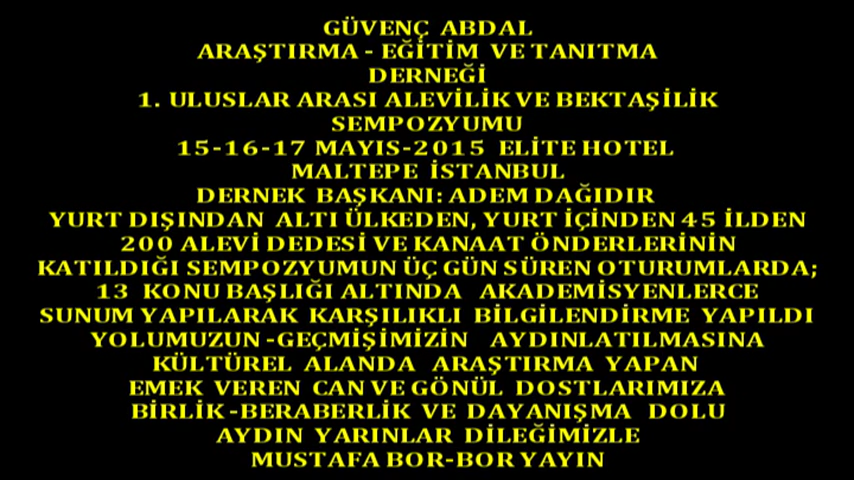 GÜVENÇ ABDAL
ARAŞTIRMA - EĞİTİM VE TANITMA
DERNEĞİ
1. ULUSLAR ARASI ALEVİLİK VE BEKTAŞİLİK
SEMPOZYUMU
15-16-17 MAYIS-2015 ELİTE HOTEL
MALTEPE İSTANBUL
DERNEK BAŞKANI: ADEM DAĞIDIR
YURT DIŞINDAN ALTI ÜLKEDEN, YURT İÇİNDEN 45 İLDEN
200 ALEVİ DEDESİ VE KANAAT ÖNDERLERİNİN
KATILDIĞI SEMPOZYUMUN ÜÇ GÜN SÜREN OTURUMLARDA;
13 KONU BAŞLIĞI ALTINDA AKADEMİSYENLERCE
SUNUM YAPILARAK KARŞILIKLI BİLGİLENDİRME YAPILDI
YOLUMUZUN -GEÇMİŞİMİZİN AYDINLATILMASINA
KÜLTÜREL ALANDA ARAŞTIRMA YAPAN
EMEK VEREN CAN VE GÖNÜL DOSTLARIMIZA
BİRLİK -BERABERLİK VE DAYANIŞMA DOLU
AYDIN YARINLAR DİLEĞİMİZLE
MUSTAFA BOR-BOR YAYIN